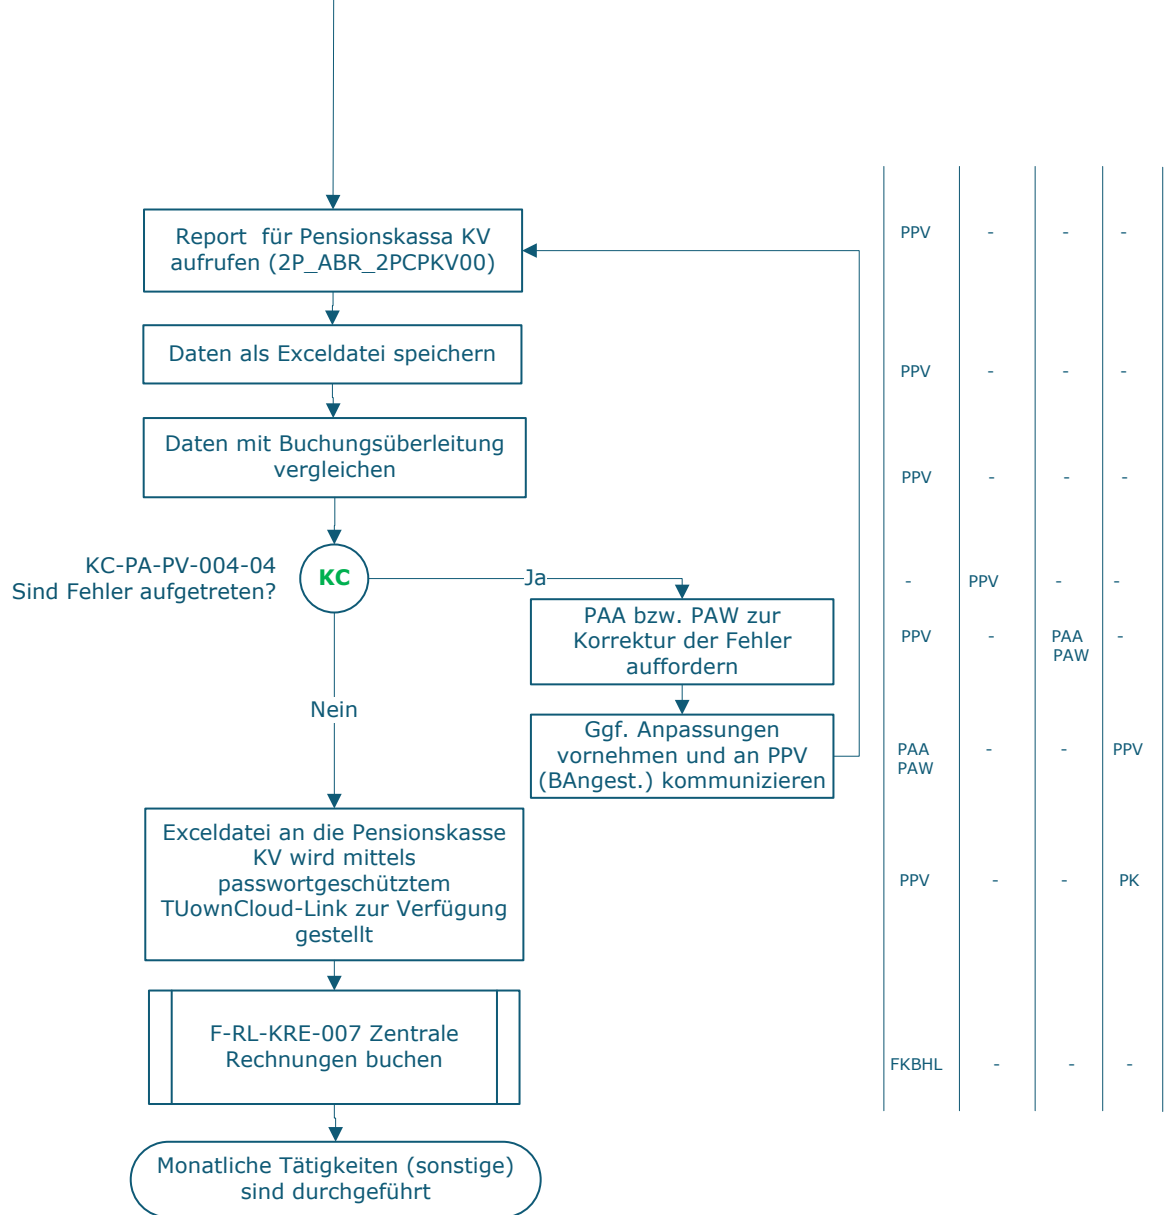 Report  für Pensionskassa KV
aufrufen (2P_ABR_2PCPKV00)
PPV - - -
Daten als Exceldatei speichern
PPV - - -
Daten mit Buchungsüberleitung
vergleichen
PPV - - -
KC-PA-PV-004-04
Sind Fehler aufgetreten?
KC
Ja
- PPV - -
PAA bzw. PAW zur
Korrektur der Fehler
auffordern
PPV - PAA -
PAW
Nein
Ggf. Anpassungen
vornehmen und an PPV
(BAngest.) kommunizieren
PAA - - PPV
PAW
Exceldatei an die Pensionskasse
KV wird mittels
passwortgeschütztem
TUownCloud-Link zur Verfügung
gestellt
PPV - - PK
F-RL-KRE-007 Zentrale
Rechnungen buchen
FKBHL - - -
Monatliche Tätigkeiten (sonstige)
sind durchgeführt